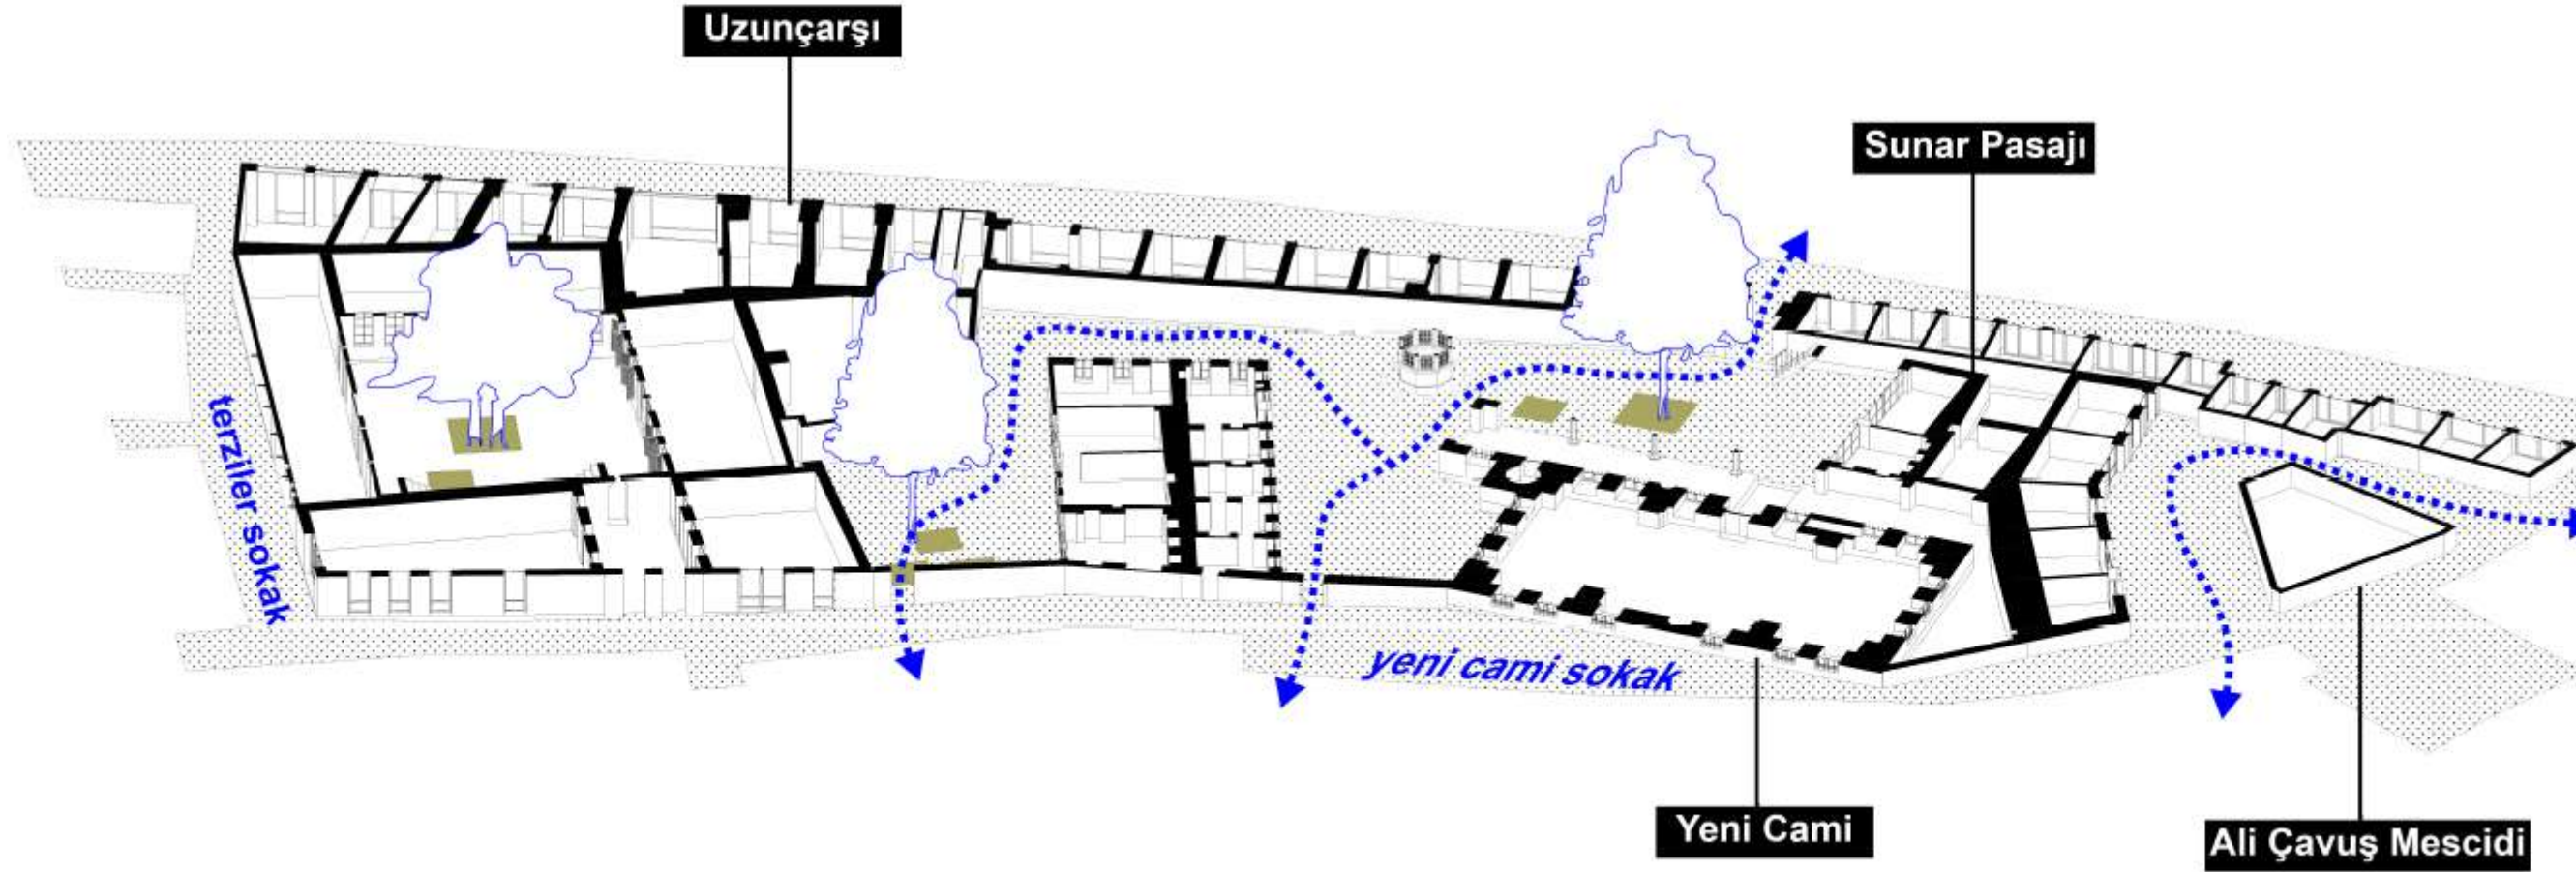 Uzunçarşı
Sunar Pasajı
terziler sokak
yeni cami sokak
Yeni Cami
Ali Çavuş Mescidi